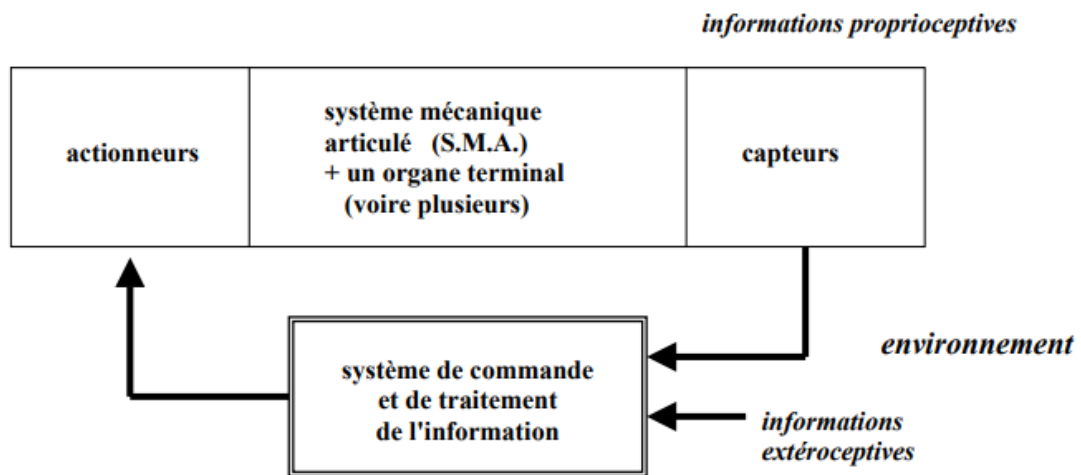 informations proprioceptives
actionneurs
système mécanique
articulé (S.M.A.)
+ un organe terminal
(voire plusieurs)
capteurs
système de commande
et de traitement
de l'information
environnement
informations
extéroceptives